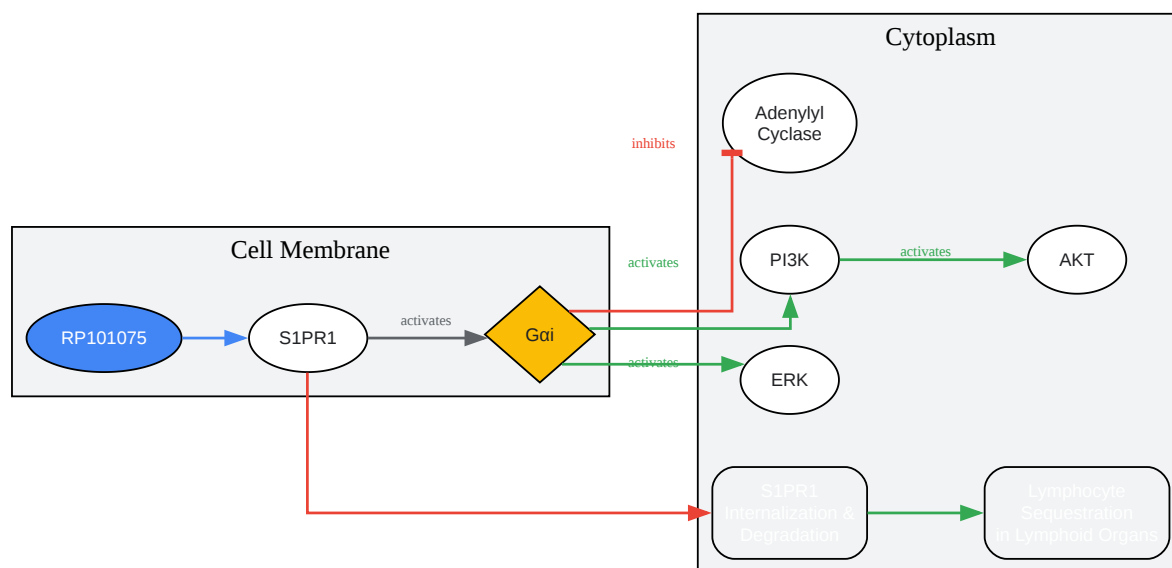 Cytoplasm
Adenylyl
Cyclase
inhibits
Cell Membrane
activates
PI3K
activates
AKT
RP101075
S1PR1
activates
Gαi
activates
ERK
S1PR1
Internalization &
Degradation
Lymphocyte
Sequestration
in Lymphoid Organs